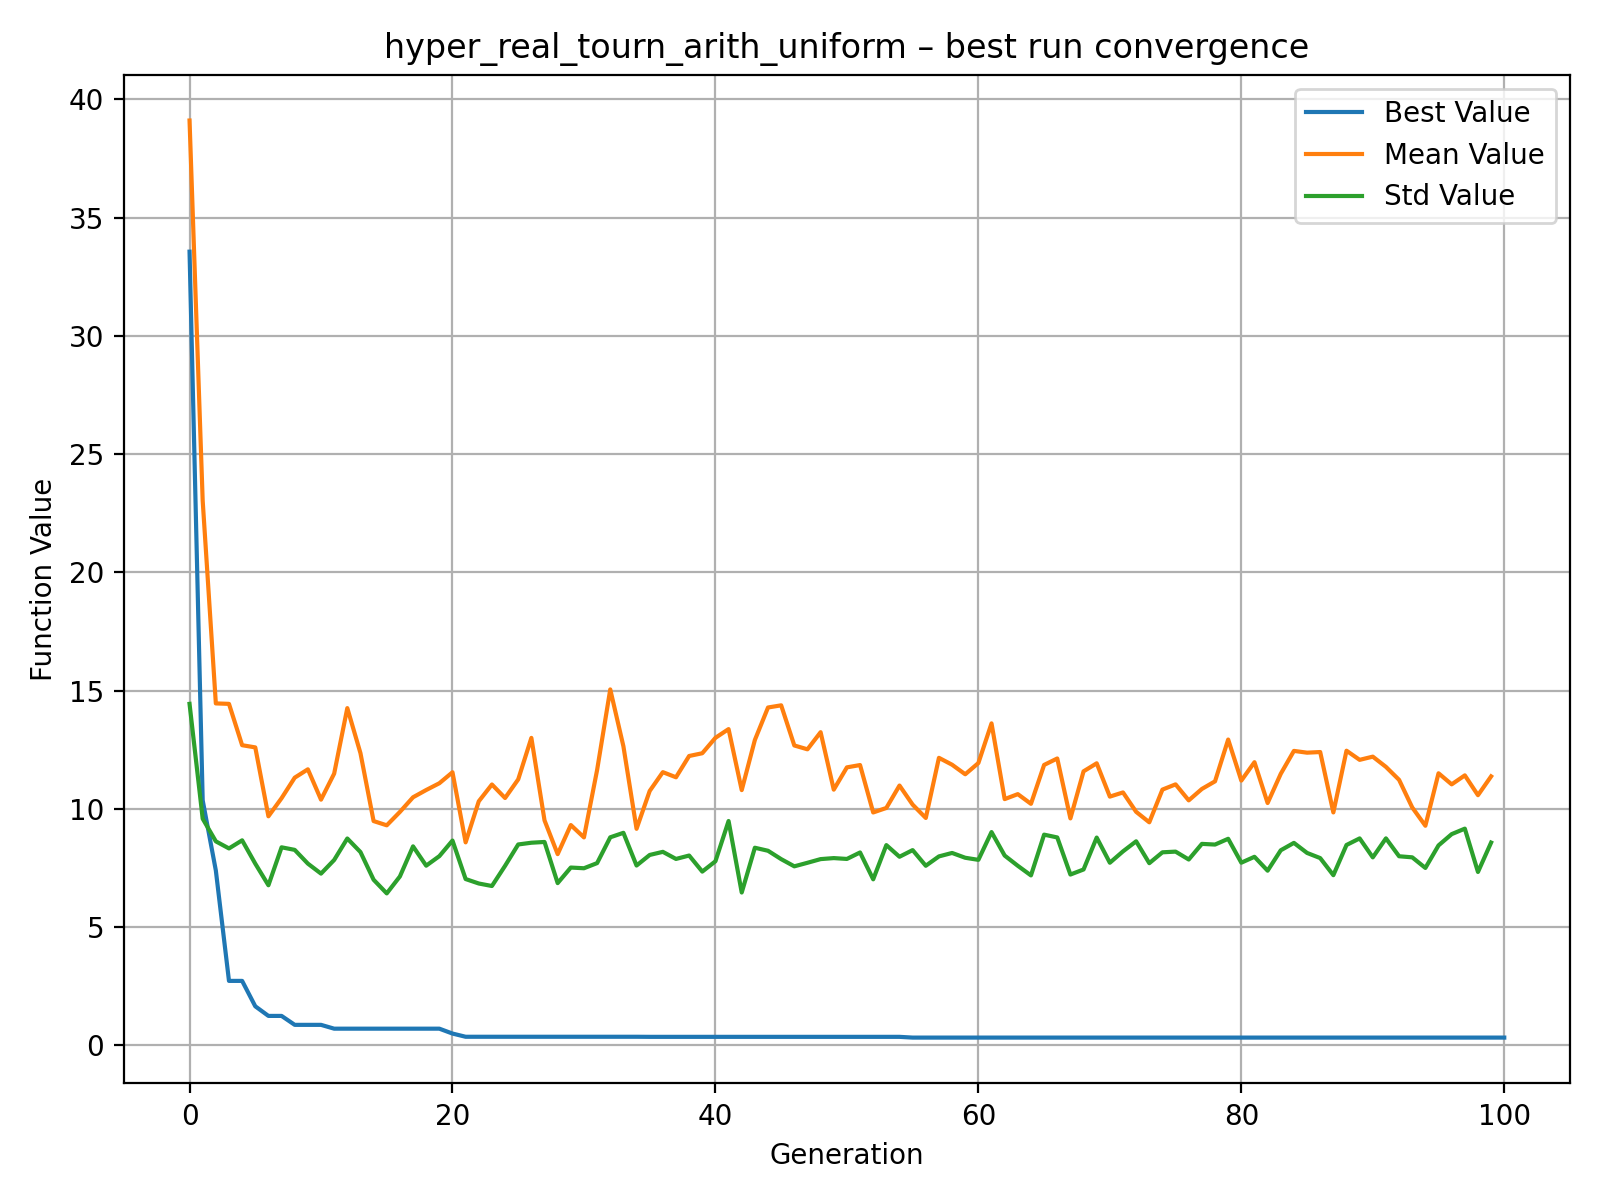 hyper_real_tourn_arith_uniform – best run convergence
Best Value
Mean Value
Std Value
Function Value
40
35
30
25
20
15
10
5
0
0 20 40 60 80 100
Generation